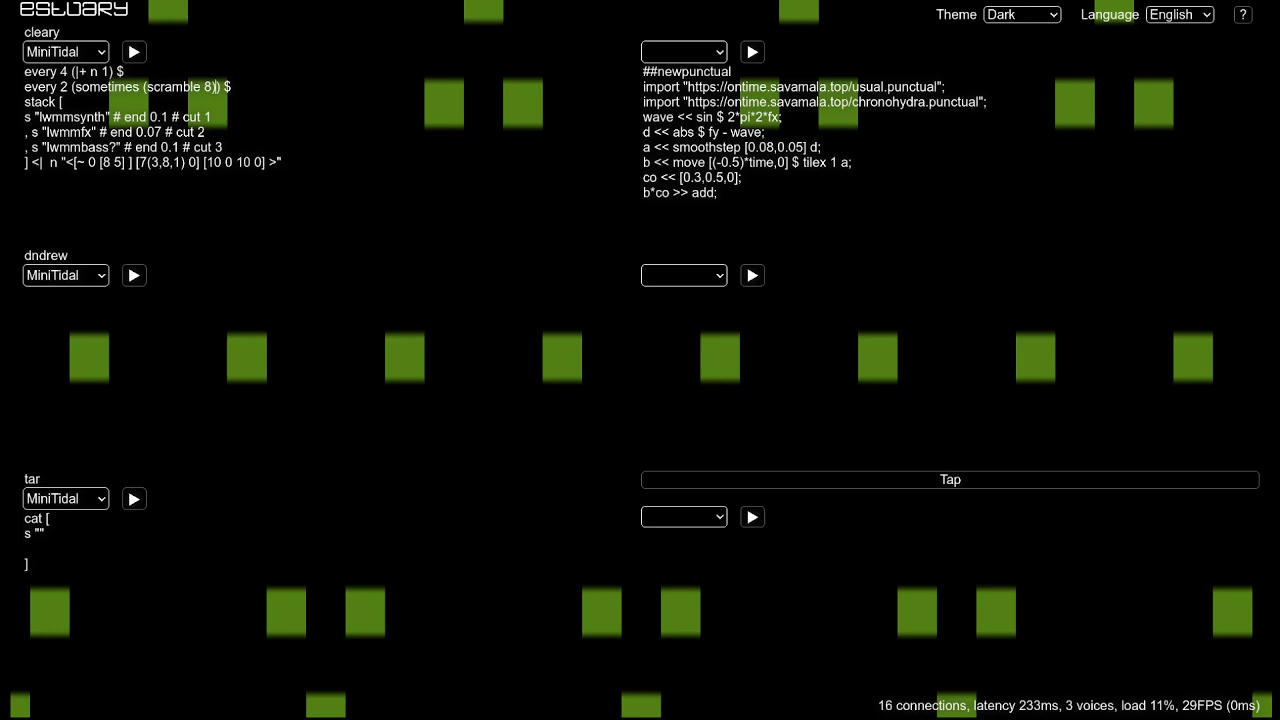 estuary
Theme Dark Language English ?
cleary
MiniTidal
every 4 (|+ n 1) $
every 2 (sometimes (scramble 8)) $
stack [
s "lwmmsynth" # end 0.1 # cut 1
, s "lwmmfx" # end 0.07 # cut 2
, s "lwmmbass?" # end 0.1 # cut 3
] <| n "<[~ 0 [8 5] ] [7(3,8,1) 0] [10 0 10 0] >"
##newpunctual
import "https://ontime.savamala.top/usual.punctual";
import "https://ontime.savamala.top/chronohydra.punctual";
wave << sin $ 2*pi*2*fx;
d << abs $ fy - wave;
a << smoothstep [0.08,0.05] d;
b << move [(-0.5)*time,0] $ tilex 1 a;
co << [0.3,0.5,0];
b*co >> add;
dndrew
MiniTidal
tar
MiniTidal
cat [
s ""
]
Tap
16 connections, latency 233ms, 3 voices, load 11%, 29FPS (0ms)